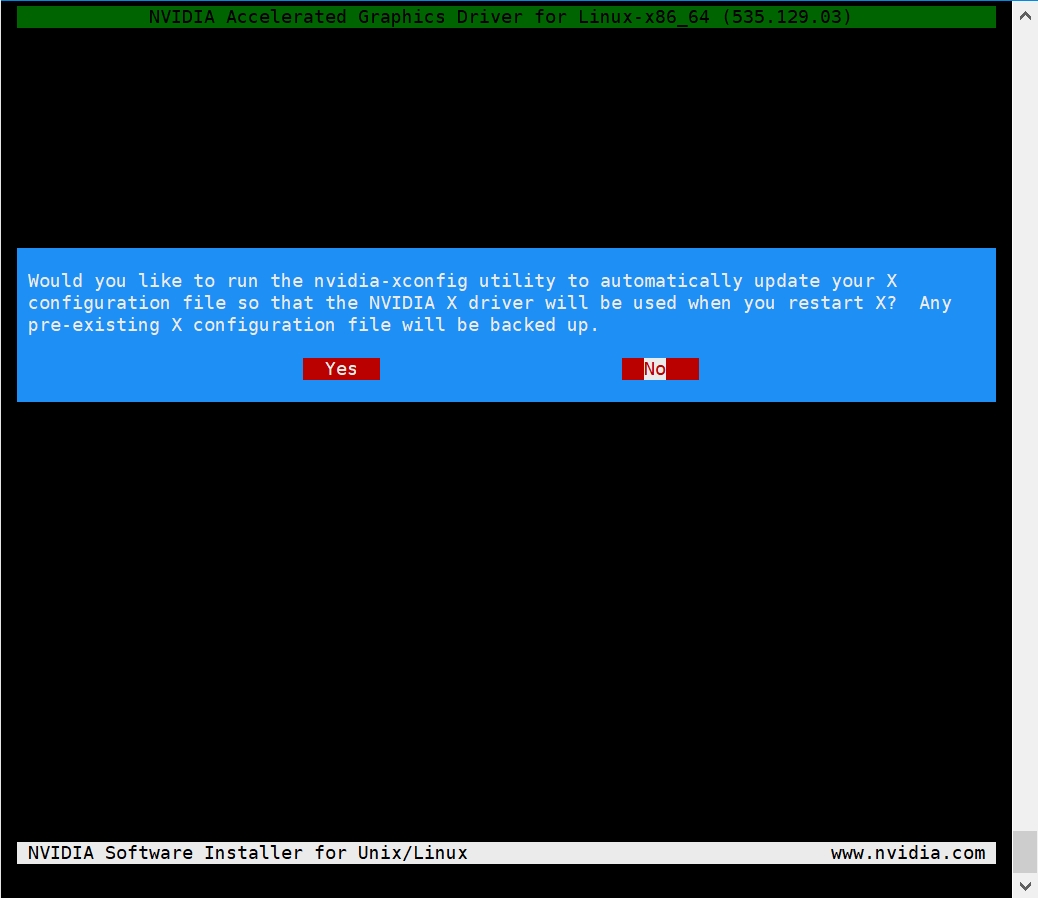 NVIDIA Accelerated Graphics Driver for Linux-x86_64 (535.129.03)
Would you like to run the nvidia-xconfig utility to automatically update your X
configuration file so that the NVIDIA X driver will be used when you restart X?  Any
pre-existing X configuration file will be backed up.
Yes No
NVIDIA Software Installer for Unix/Linux www.nvidia.com